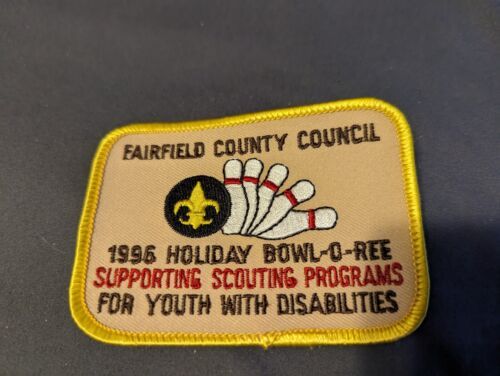 FAIRFIELD COUNTY COUNCIL
1996 HOLIDAY BOWL-O-REE
SUPPORTING SCOUTING PROGRAMS
FOR YOUTH WITH DISABILITIES